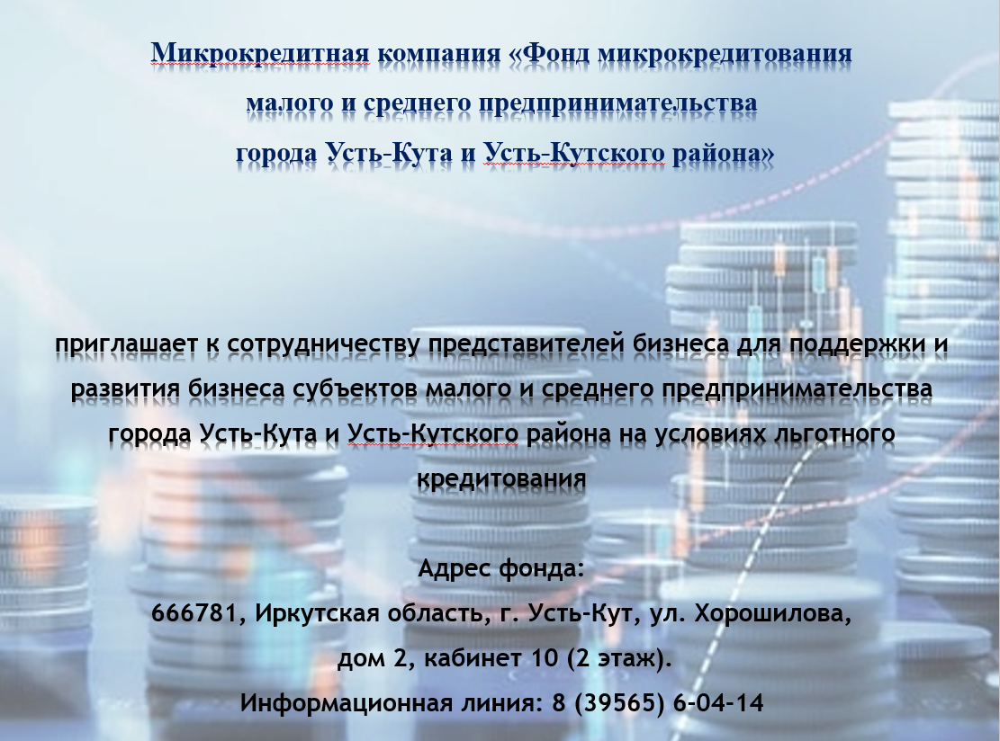 Микрокредитная компания «Фонд микрокредитования
малого и среднего предпринимательства
города Усть-Кута и Усть-Кутского района»
приглашает к сотрудничеству представителей бизнеса для поддержки и
развития бизнеса субъектов малого и среднего предпринимательства
города Усть-Кута и Усть-Кутского района на условиях льготного
кредитования
Адрес фонда:
666781, Иркутская область, г. Усть-Кут, ул. Хорошилова,
дом 2, кабинет 10 (2 этаж).
Информационная линия: 8 (39565) 6-04-14